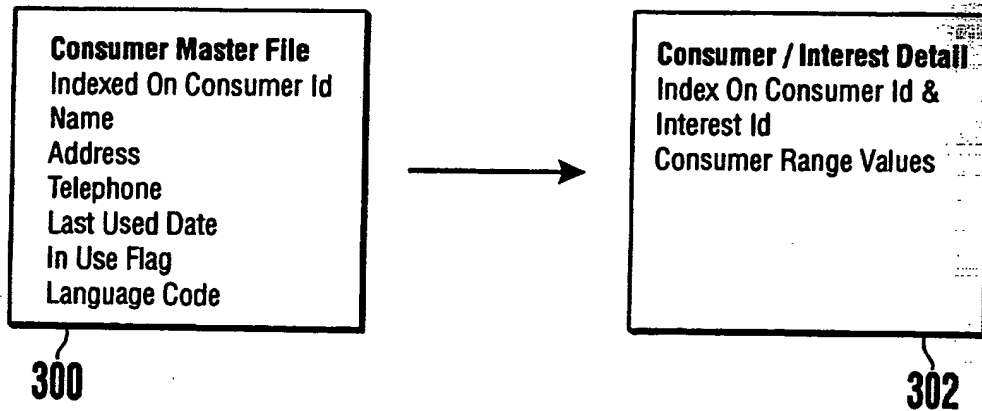 Consumer Master File
Indexed On Consumer Id
Name
Address
Telephone
Last Used Date
In Use Flag
Language Code
300
Consumer / Interest Detail
Index On Consumer Id &
Interest Id
Consumer Range Values
302